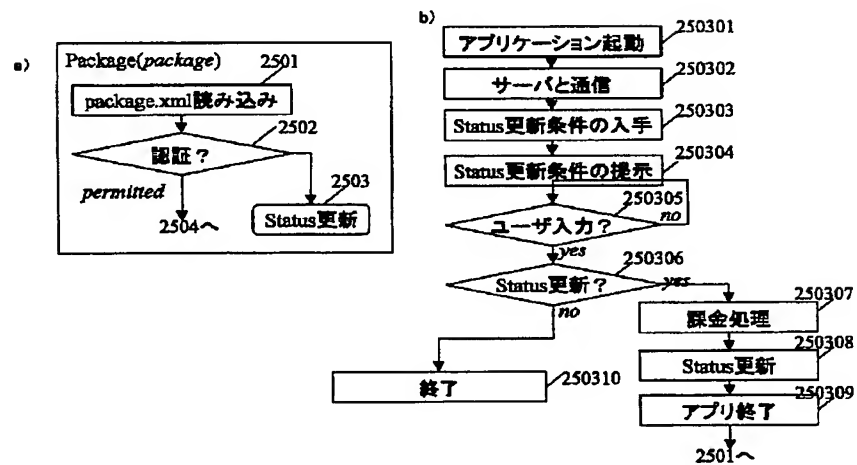 a)
Package(package)
2501
package.xml読み込み
2502
認証？
permitted
2503
2504へ
Status更新
b)
250301
アプリケーション起動
250302
サーバと通信
250303
Status更新条件の入手
250304
Status更新条件の提示
250305
ユーザ入力？
no
yes
250306
Status更新？
yes
no
250307
課金処理
250308
Status更新
250309
アプリ終了
2501へ
250310
終了